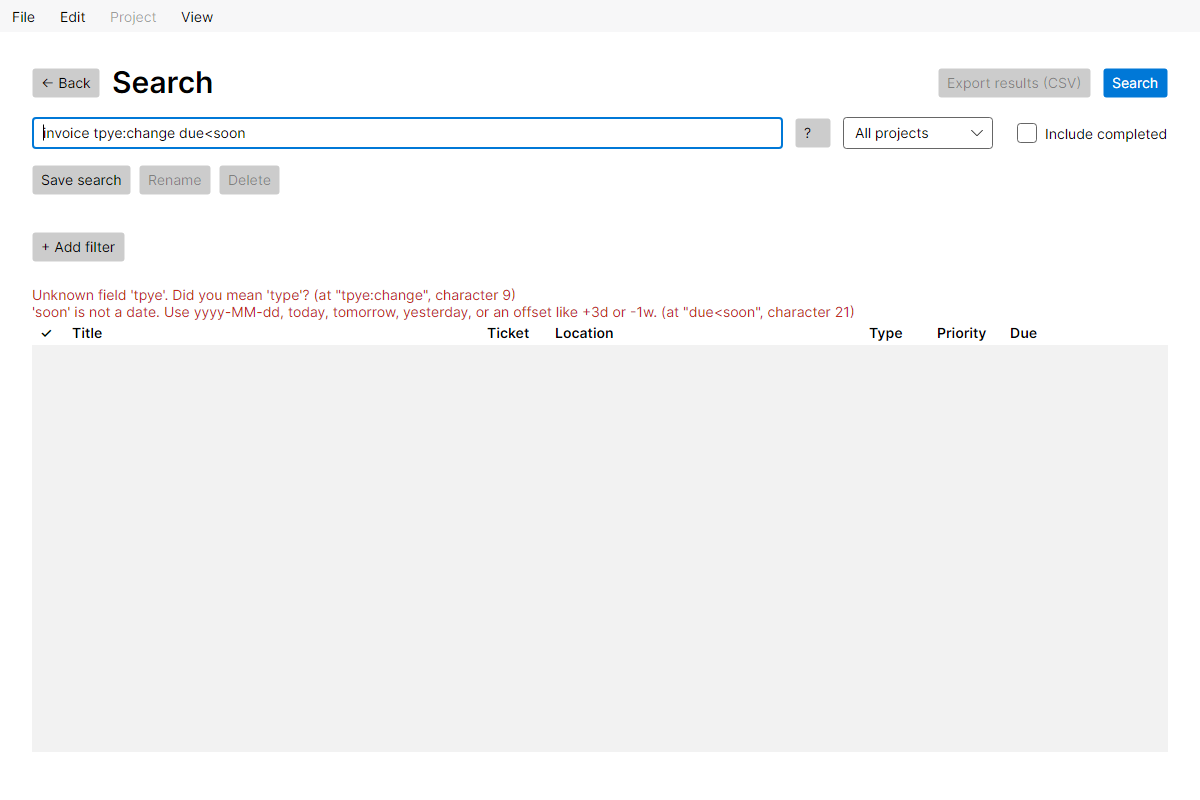 File Edit Project View
← Back Search Export results (CSV) Search
invoice tpye:change due<soon ? All projects Include completed
Save search Rename Delete
+ Add filter
Unknown field 'tpye'. Did you mean 'type'? (at "tpye:change", character 9)
'soon' is not a date. Use yyyy-MM-dd, today, tomorrow, yesterday, or an offset like +3d or -1w. (at "due<soon", character 21)
✓ Title Ticket Location Type Priority Due